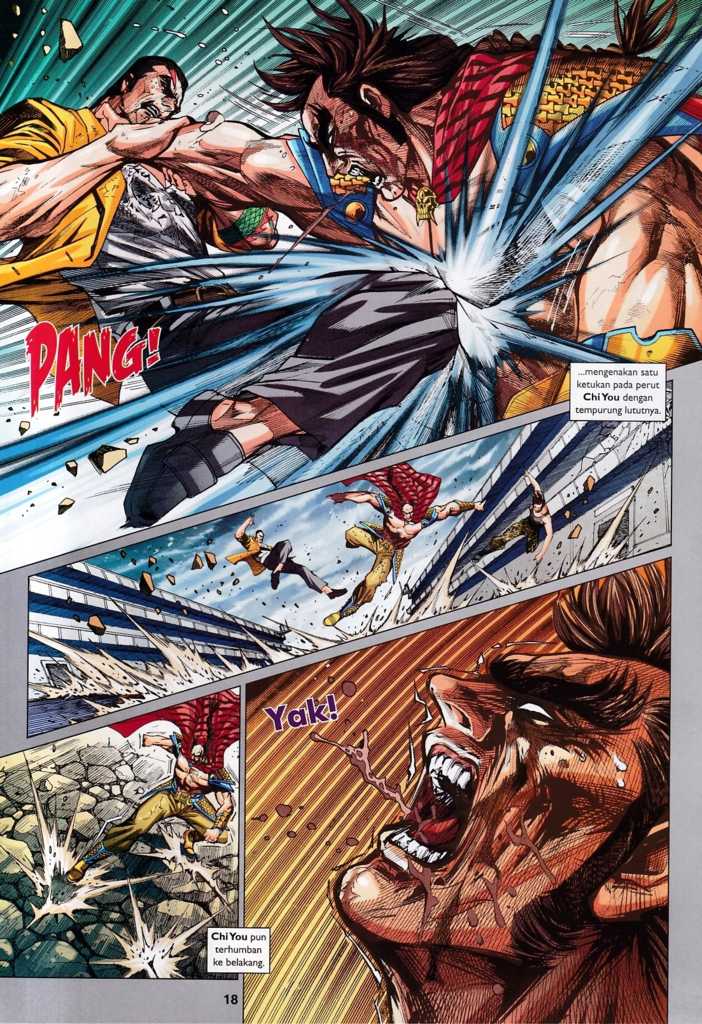 PANG!
...mengenakan satu
ketukan pada perut
Chi You dengan
tempurung lututnya.
Yak!
Chi You pun
terhumban
ke belakang.
18